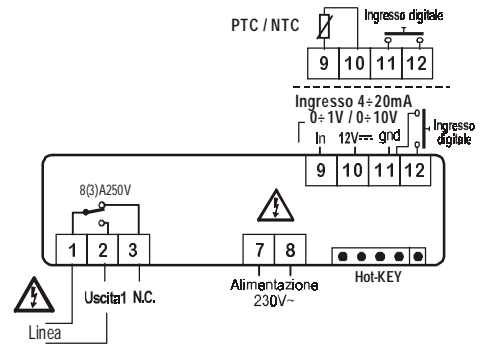 PTC / NTC
Ingresso digitale
9 10 11 12
Ingresso 4÷20mA
0÷1V / 0÷10V
In 12V⎓ gnd
Ingresso
digitale
9 10 11 12
8(3)A250V
1 2 3
7 8
Uscita1 N.C.
Alimentazione
230V~
Hot-KEY
Linea